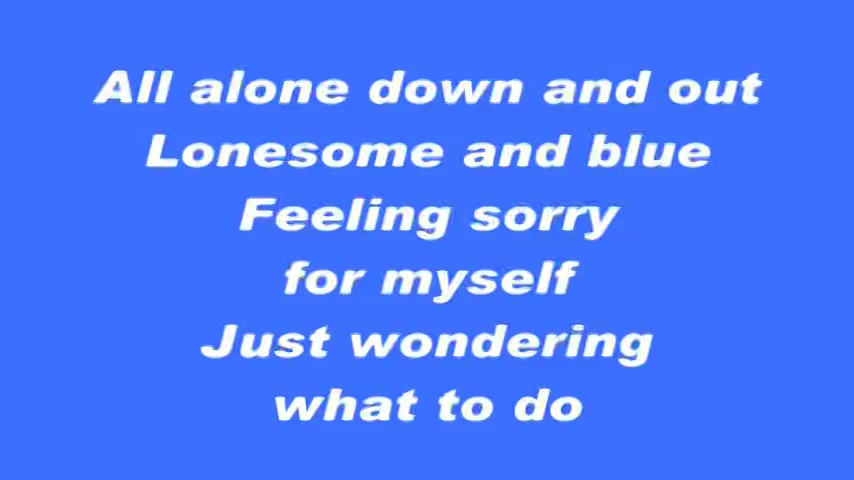 All alone down and out
Lonesome and blue
Feeling sorry
for myself
Just wondering
what to do